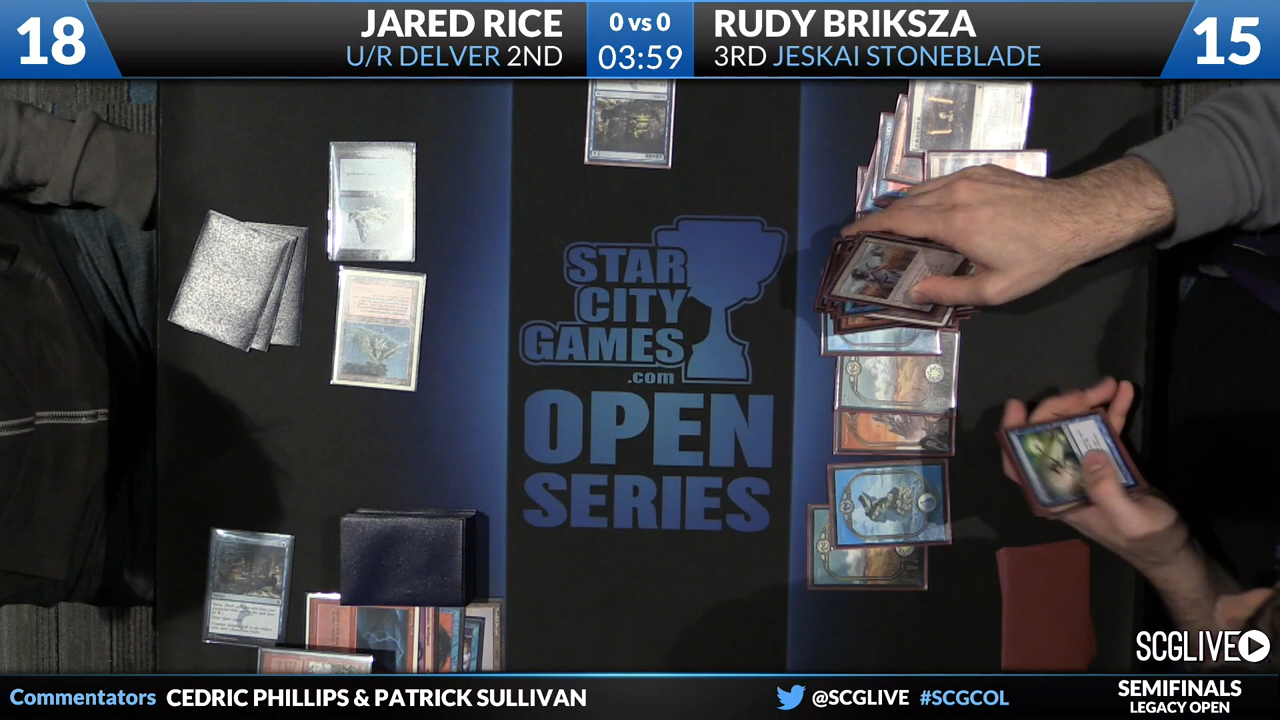 18
JARED RICE
U/R DELVER 2ND
0 vs 0
03:59
RUDY BRIKSZA
3RD JESKAI STONEBLADE
15
STAR
CITY
GAMES
.com
OPEN
SERIES
SCGLIVE
Commentators CEDRIC PHILLIPS & PATRICK SULLIVAN
@SCGLIVE #SCGCOL
SEMIFINALS
LEGACY OPEN